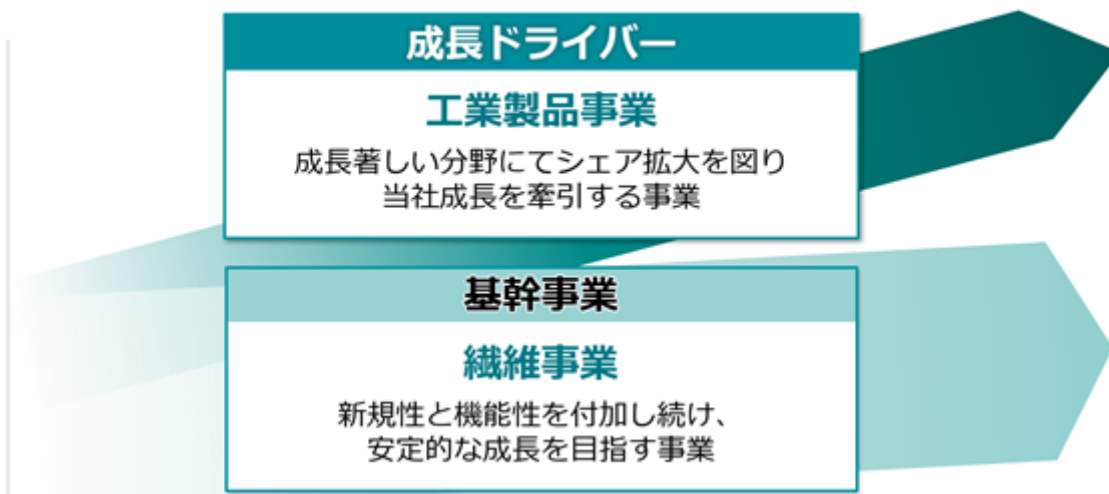 成長ドライバー
工業製品事業
成長著しい分野にてシェア拡大を図り
当社成長を牽引する事業
基幹事業
繊維事業
新規性と機能性を付加し続け、
安定的な成長を目指す事業